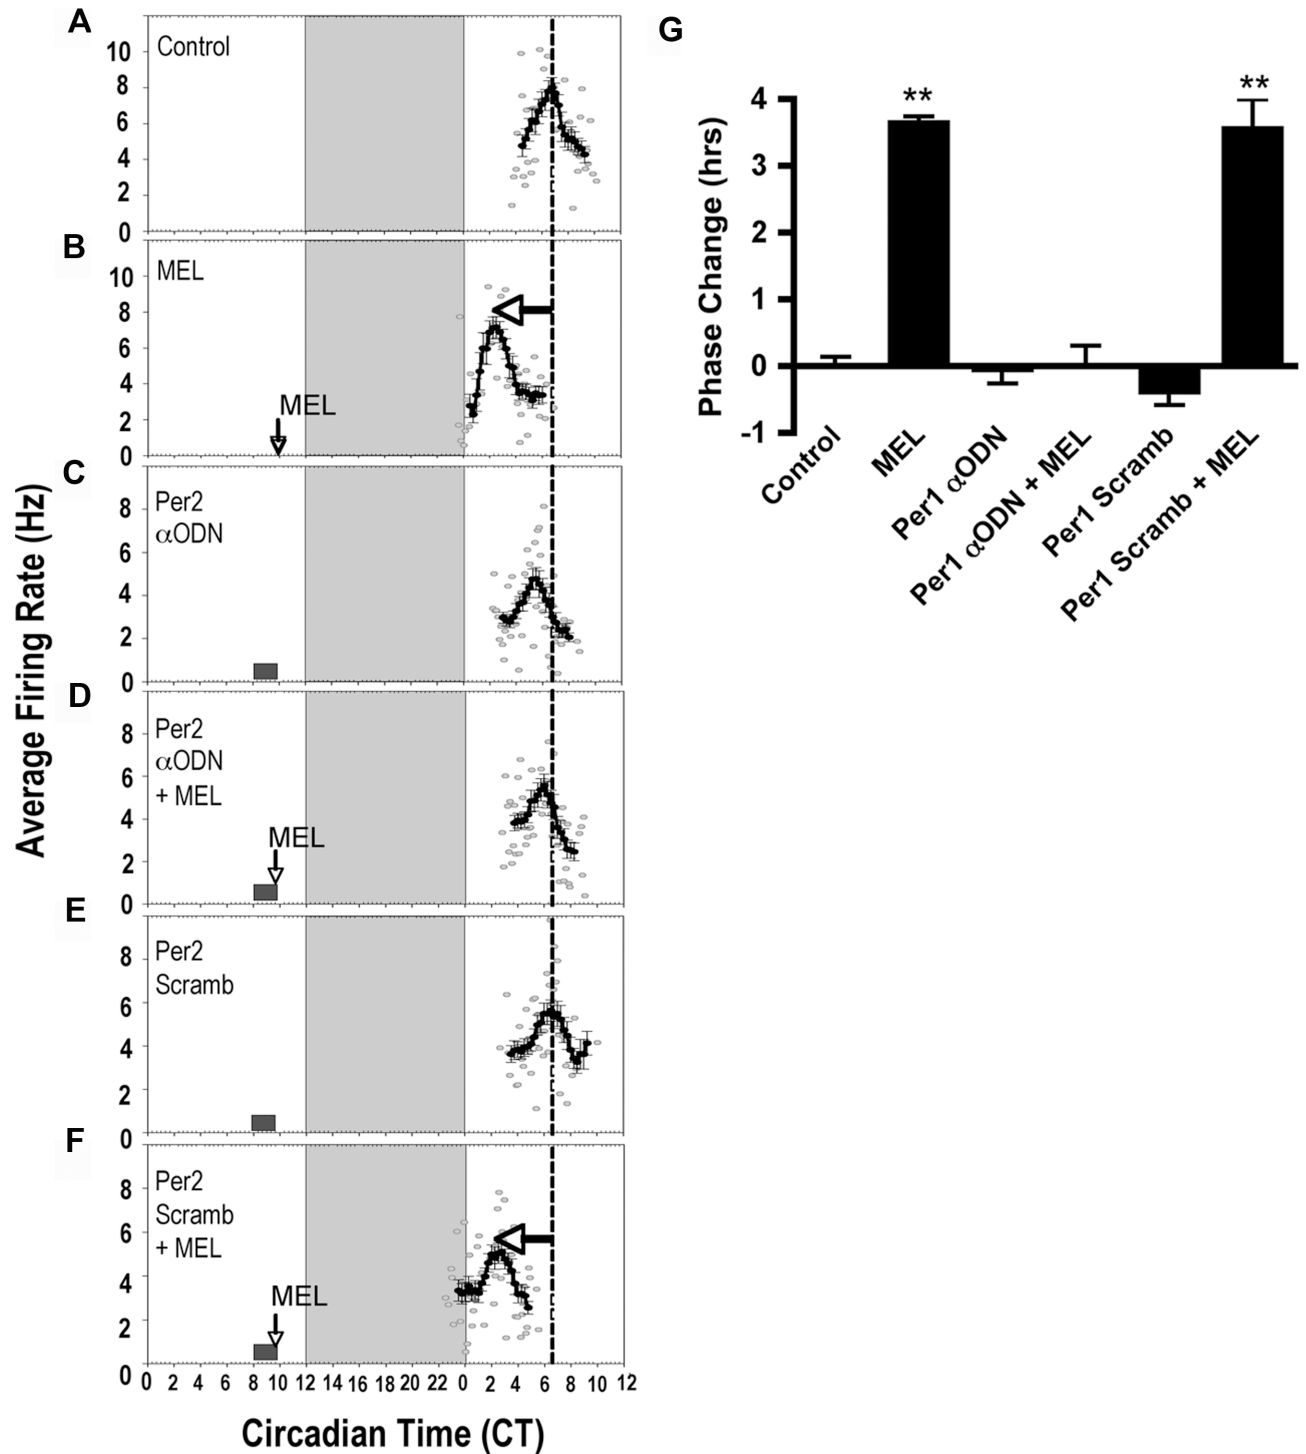 A
Control
10
8
6
4
2
0
B
MEL
10
8
6
4
2
0
MEL
C
Per2
αODN
8
6
4
2
0
D
Per2
αODN
+ MEL
8
6
4
2
0
MEL
E
Per2
Scramb
8
6
4
2
0
F
Per2
Scramb
+ MEL
8
6
4
2
0
MEL
0 2 4 6 8 10 12 14 16 18 20 22 0 2 4 6 8 10 12
Circadian Time (CT)
Average Firing Rate (Hz)
G
Phase Change (hrs)
4
3
2
1
0
-1
**
**
Control
MEL
Per1 αODN
Per1 αODN + MEL
Per1 Scramb
Per1 Scramb + MEL